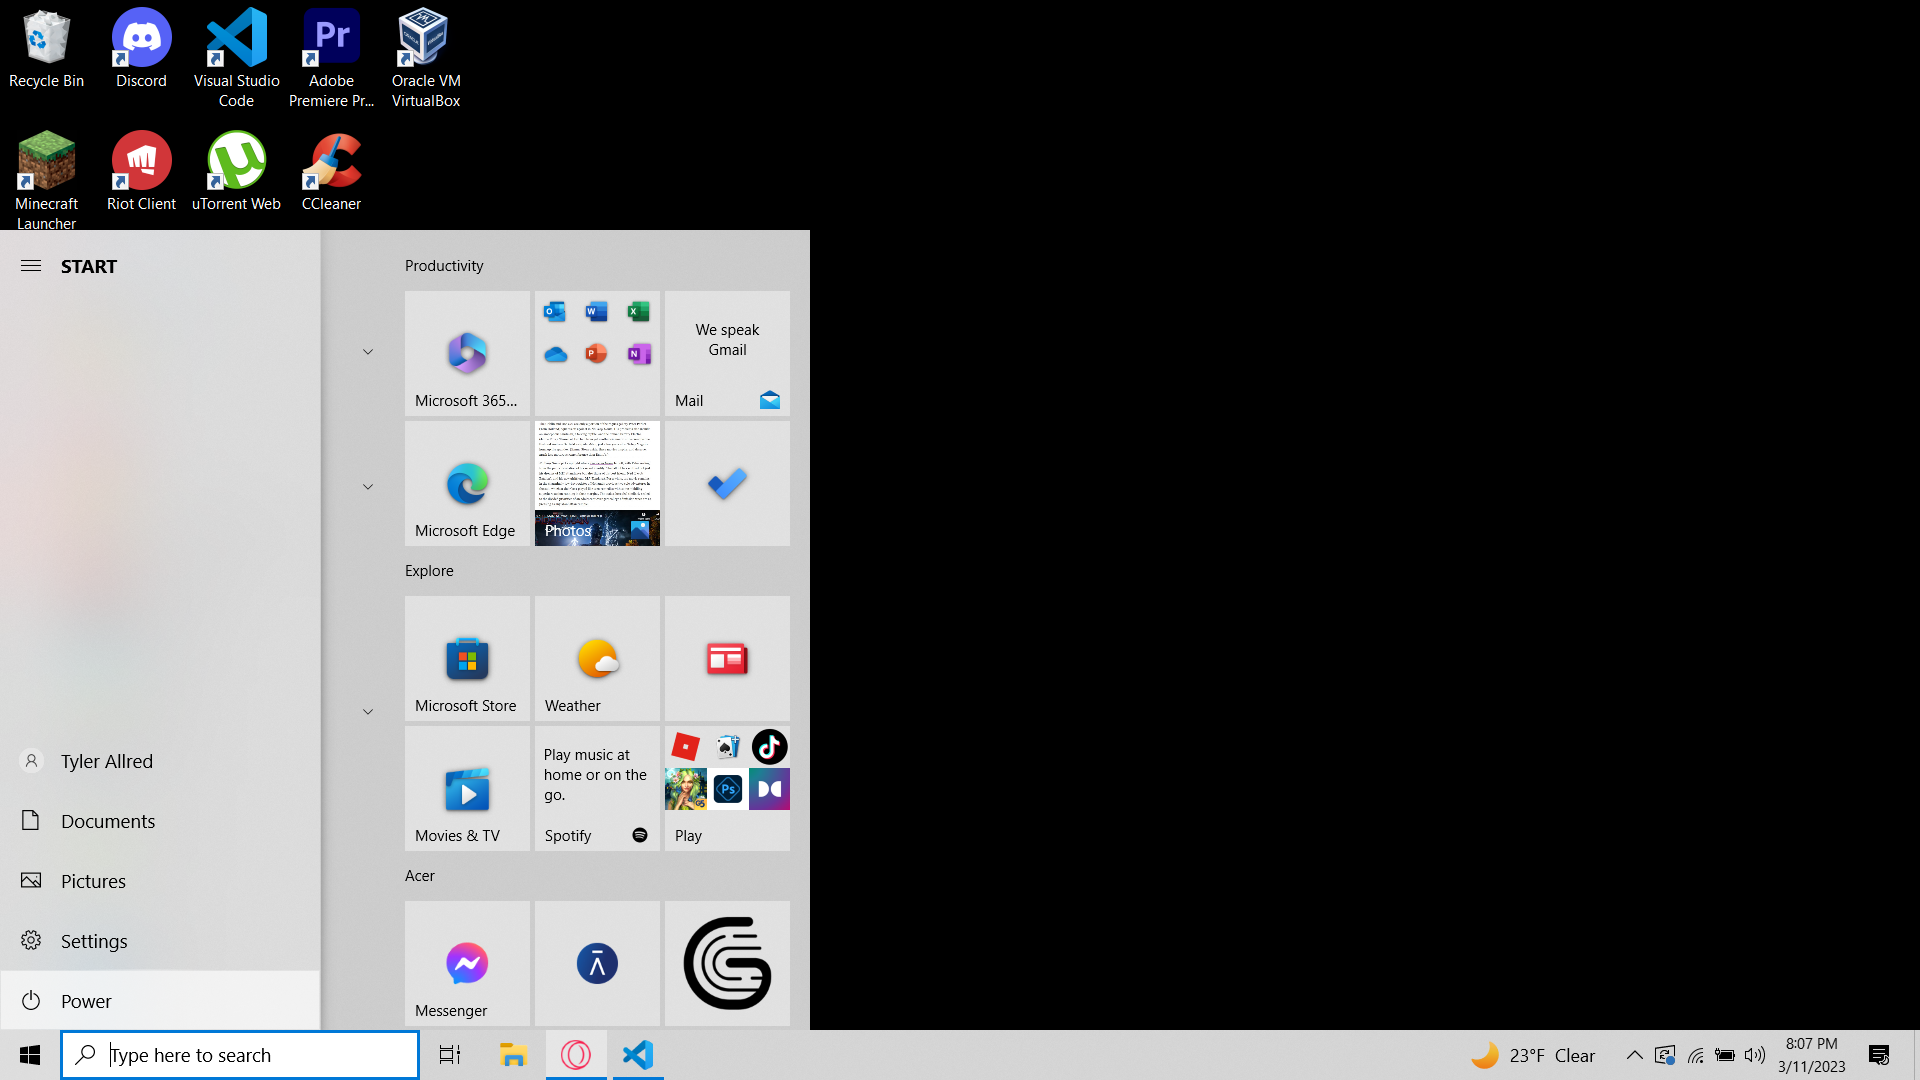 Recycle Bin
Discord
Visual Studio
Code
Adobe
Premiere Pr...
Oracle VM
VirtualBox
Minecraft
Launcher
Riot Client
uTorrent Web
CCleaner
START
Tyler Allred
Documents
Pictures
Settings
Power
Productivity
Microsoft 365...
We speak
Gmail
Mail
Microsoft Edge
Photos
Explore
Microsoft Store
Weather
Movies & TV
Play music at
home or on the
go.
Spotify
Play
Acer
Messenger
Type here to search
23°F Clear
8:07 PM
3/11/2023